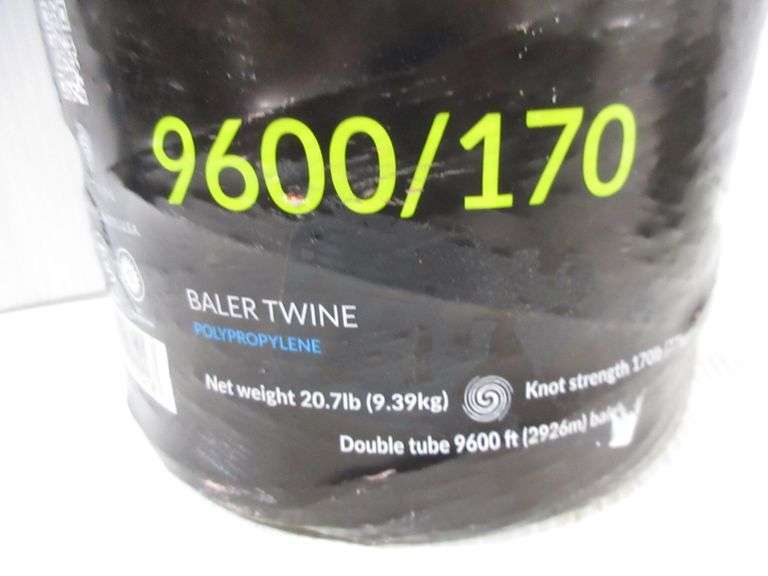 9600/170
BALER TWINE
POLYPROPYLENE
Net weight 20.7lb (9.39kg)
Knot strength 170lb
Double tube 9600 ft (2926m)